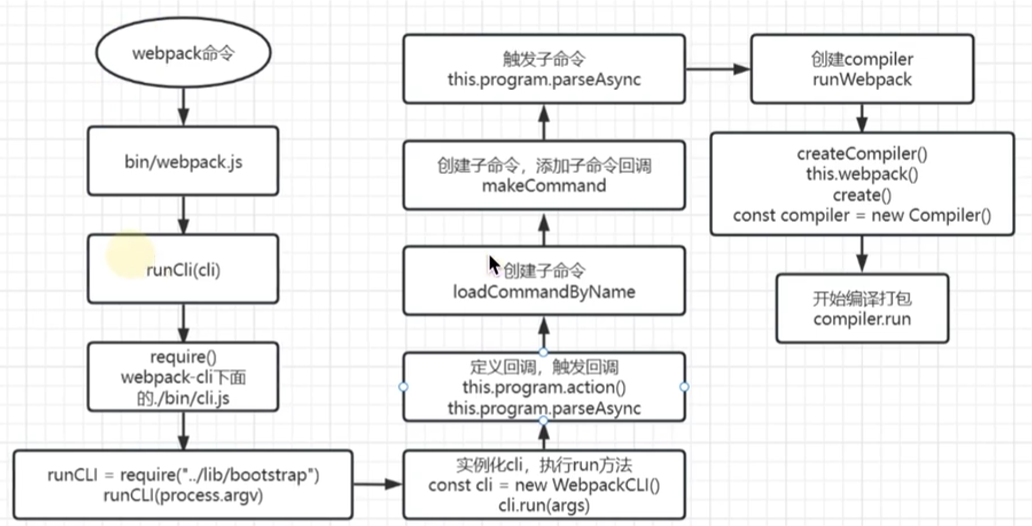 webpack命令
bin/webpack.js
runCli(cli)
require()
webpack-cli下面
的./bin/cli.js
runCLI = require("../lib/bootstrap")
runCLI(process.argv)
实例化cli，执行run方法
const cli = new WebpackCLI()
cli.run(args)
定义回调，触发回调
this.program.action()
this.program.parseAsync
创建子命令
loadCommandByName
创建子命令，添加子命令回调
makeCommand
触发子命令
this.program.parseAsync
创建compiler
runWebpack
createCompiler()
this.webpack()
create()
const compiler = new Compiler()
开始编译打包
compiler.run